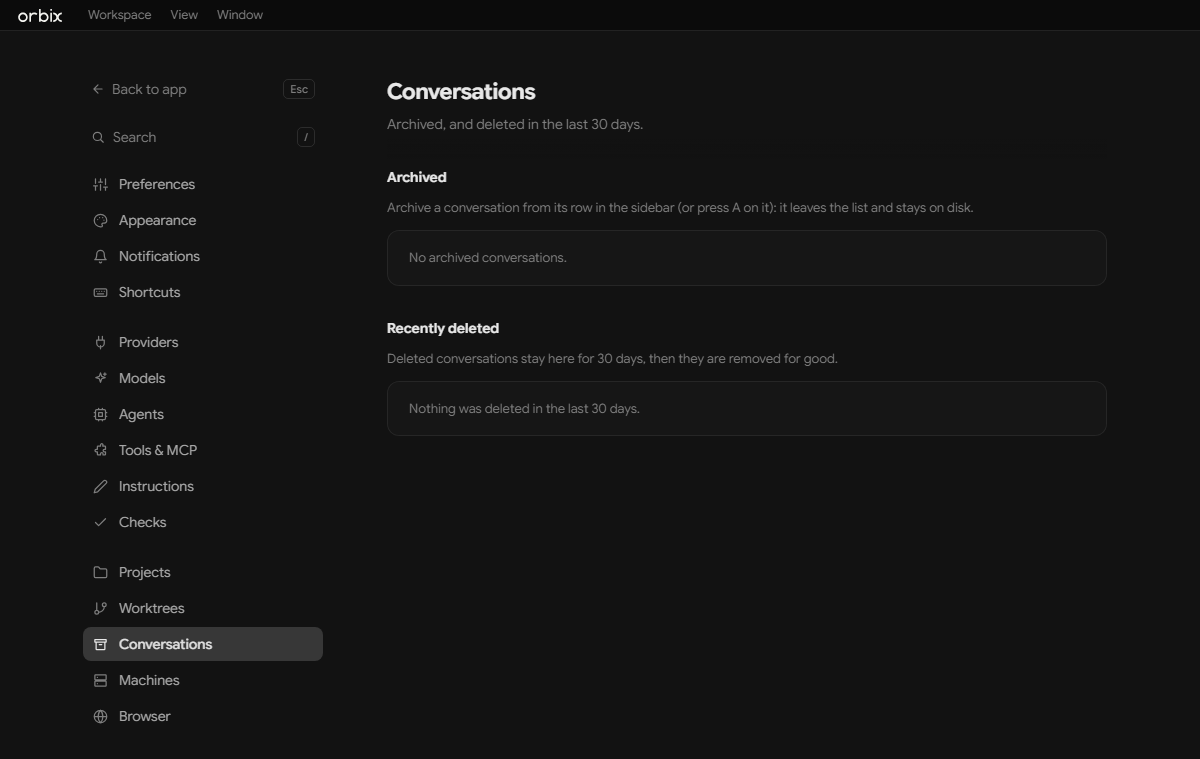 orbix Workspace View Window
Back to app Esc
Search /
Preferences
Appearance
Notifications
Shortcuts
Providers
Models
Agents
Tools & MCP
Instructions
Checks
Projects
Worktrees
Conversations
Machines
Browser
Conversations
Archived, and deleted in the last 30 days.
Archived
Archive a conversation from its row in the sidebar (or press A on it): it leaves the list and stays on disk.
No archived conversations.
Recently deleted
Deleted conversations stay here for 30 days, then they are removed for good.
Nothing was deleted in the last 30 days.